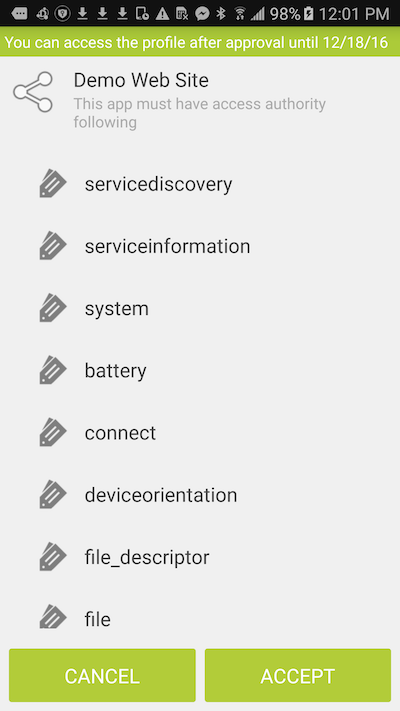 98% 12:01 PM
You can access the profile after approval until 12/18/16
Demo Web Site
This app must have access authority
following
servicediscovery
serviceinformation
system
battery
connect
deviceorientation
file_descriptor
file
CANCEL
ACCEPT